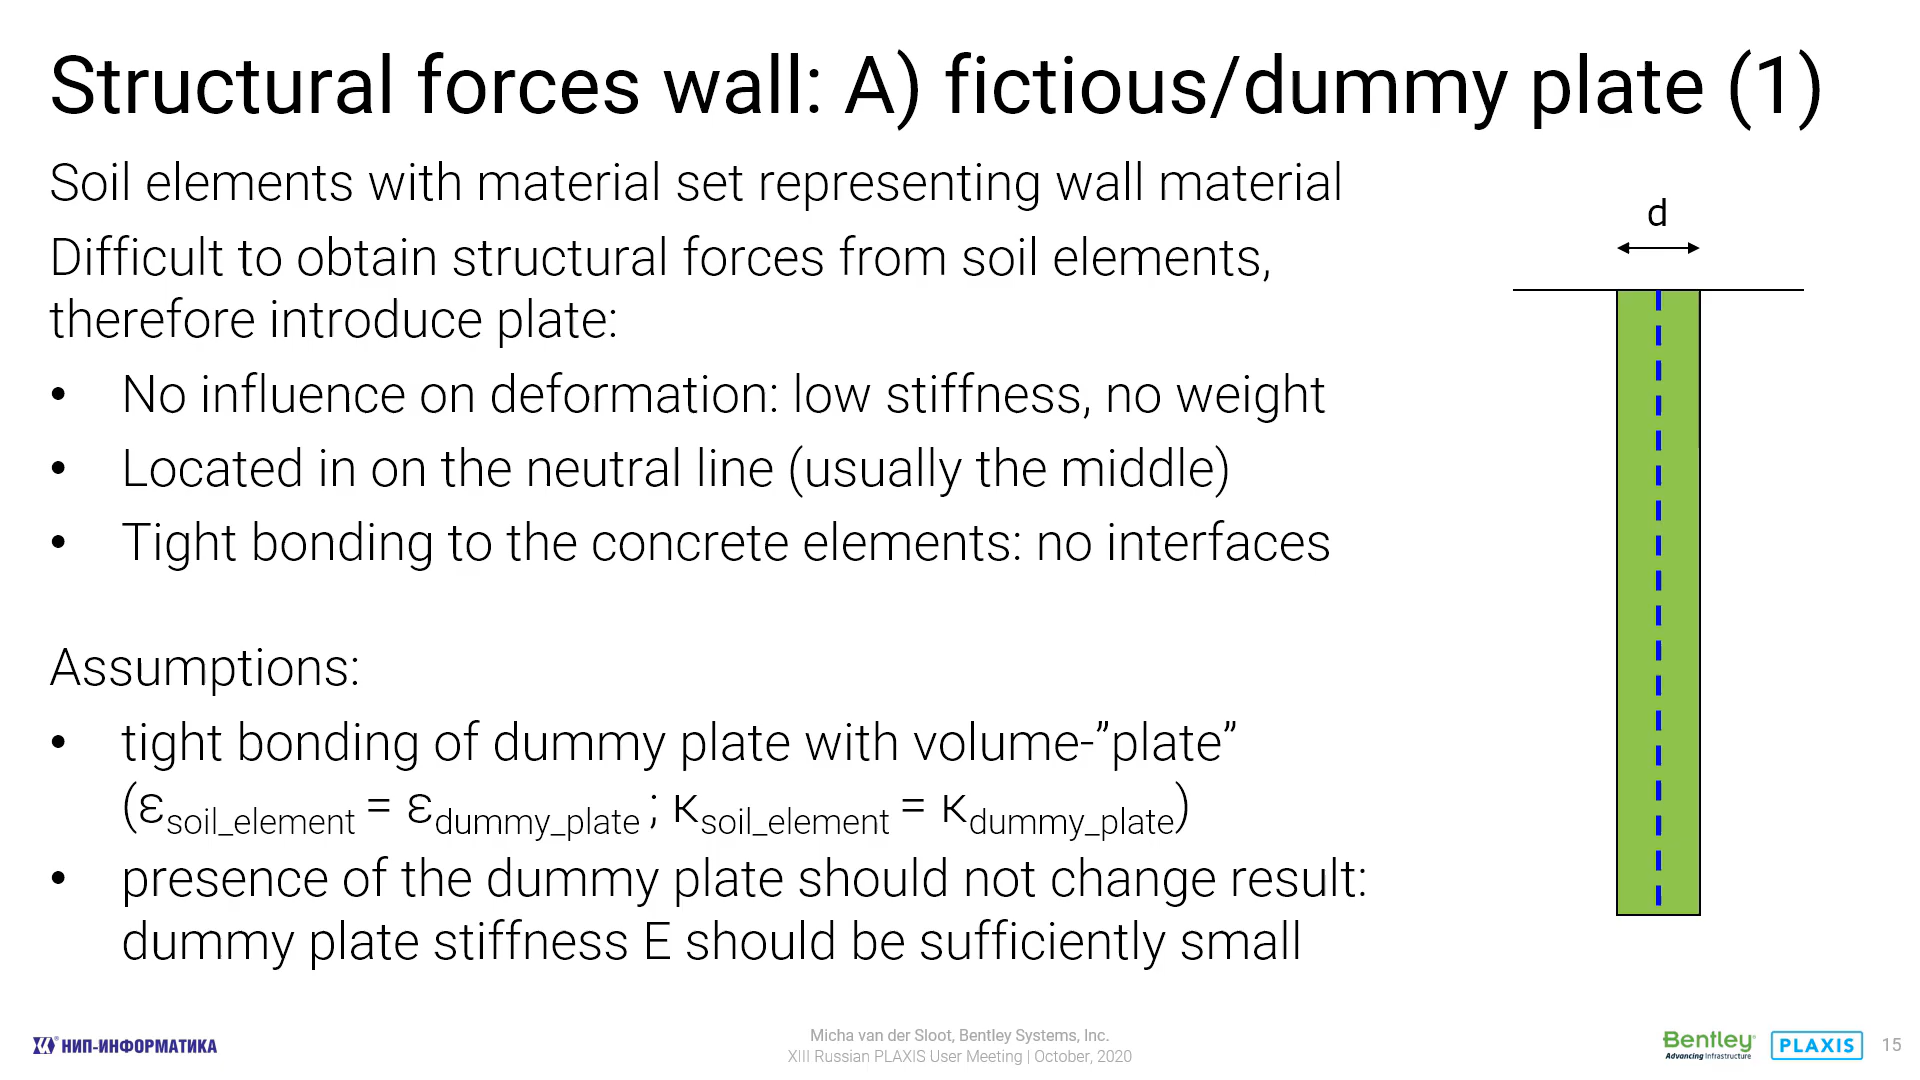 Structural forces wall: A) fictious/dummy plate (1)
Soil elements with material set representing wall material
Difficult to obtain structural forces from soil elements,
therefore introduce plate:
• No influence on deformation: low stiffness, no weight
• Located in on the neutral line (usually the middle)
• Tight bonding to the concrete elements: no interfaces
Assumptions:
• tight bonding of dummy plate with volume-”plate”
(εsoil_element = εdummy_plate ; κsoil_element = κdummy_plate)
• presence of the dummy plate should not change result:
dummy plate stiffness E should be sufficiently small
d
НИП-ИНФОРМАТИКА
Micha van der Sloot, Bentley Systems, Inc.
XIII Russian PLAXIS User Meeting | October, 2020
Bentley®
Advancing Infrastructure
PLAXIS
15